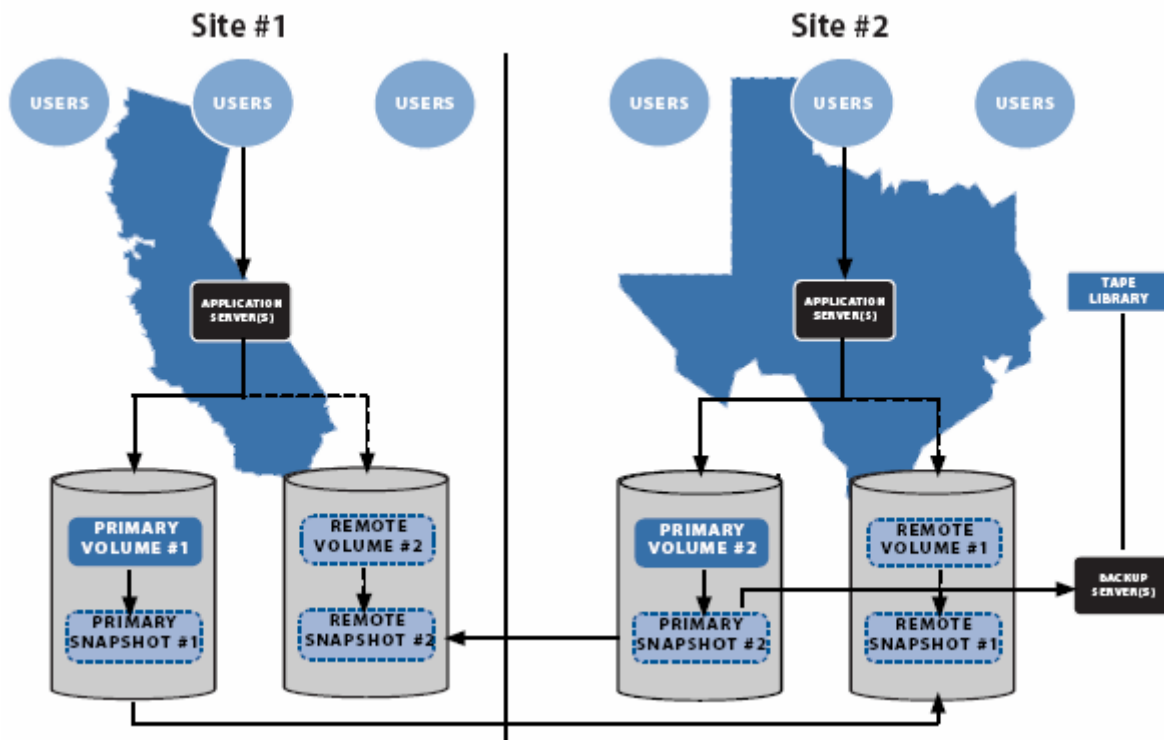 Site #1
Site #2
USERS
USERS
USERS
USERS
USERS
USERS
APPLICATION
SERVER(S)
APPLICATION
SERVER(S)
TAPE
LIBRARY
PRIMARY
VOLUME #1
REMOTE
VOLUME #2
PRIMARY
VOLUME #2
REMOTE
VOLUME #1
BACKUP
SERVER(S)
PRIMARY
SNAPSHOT #1
REMOTE
SNAPSHOT #2
PRIMARY
SNAPSHOT #2
REMOTE
SNAPSHOT #1